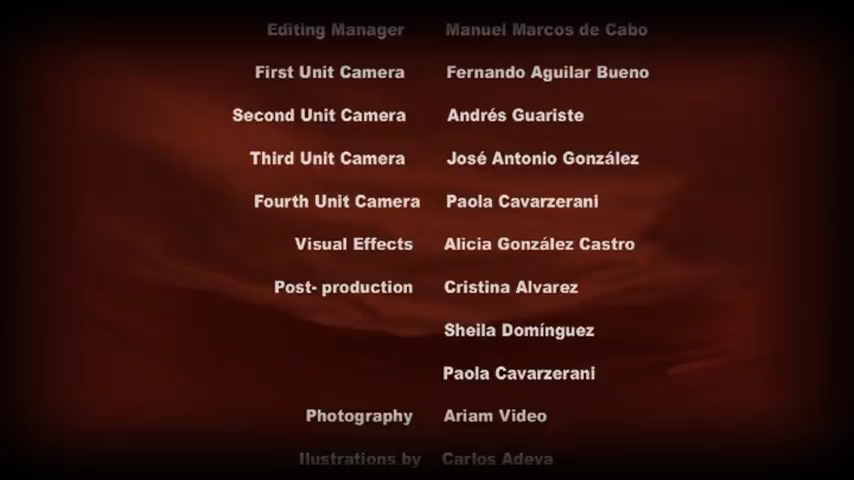 Editing Manager Manuel Marcos de Cabo
First Unit Camera Fernando Aguilar Bueno
Second Unit Camera Andrés Guariste
Third Unit Camera José Antonio González
Fourth Unit Camera Paola Cavarzerani
Visual Effects Alicia González Castro
Post- production Cristina Alvarez
Sheila Domínguez
Paola Cavarzerani
Photography Ariam Video
Ilustrations by Carlos Adeva